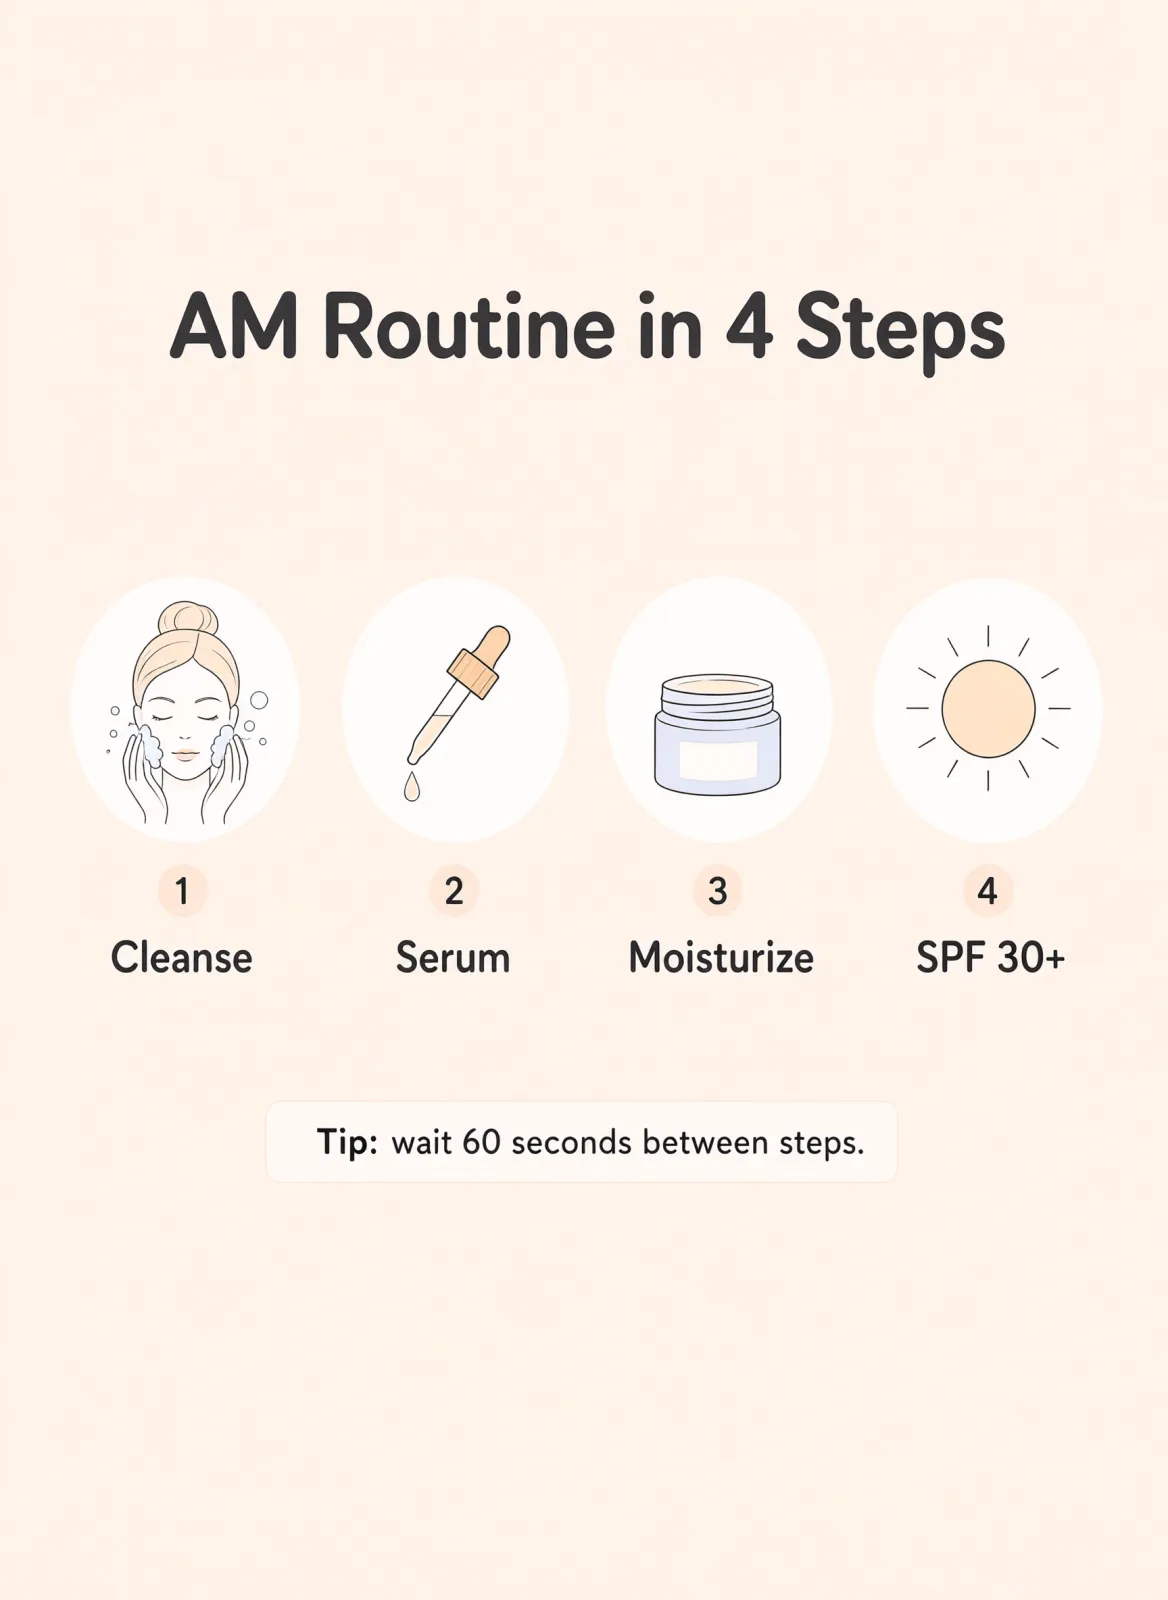 AM Routine in 4 Steps
1
Cleanse
2
Serum
3
Moisturize
4
SPF 30+
Tip: wait 60 seconds between steps.